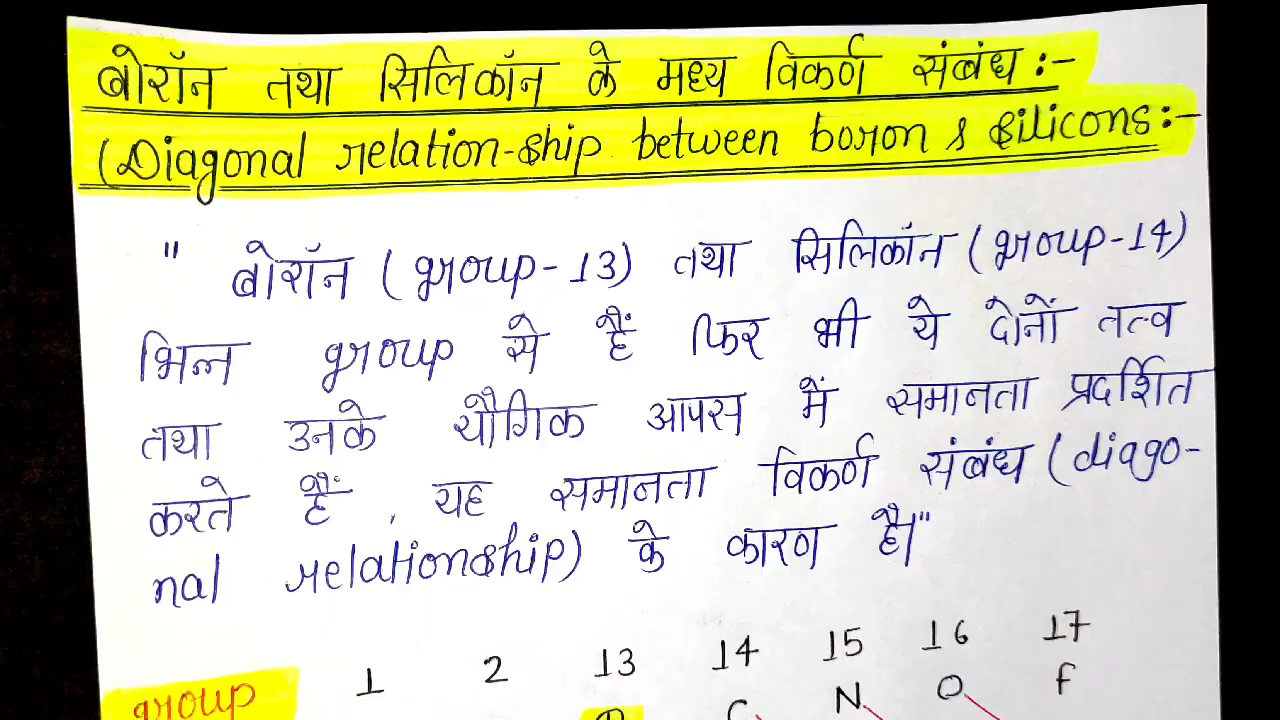 बोरॉन तथा सिलिकॉन के मध्य विकर्ण संबंध :-
(Diagonal relation-ship between boron & silicons:-
" बोरॉन (group-13) तथा सिलिकॉन (group-14)
भिन्न group से हैं फिर भी ये दोनों तत्व
तथा उनके यौगिक आपस में समानता प्रदर्शित
करते हैं, यह समानता विकर्ण संबंध (diago-
nal relationship) के कारण है।"
group 1 2 13 14 15 16 17
C N O F